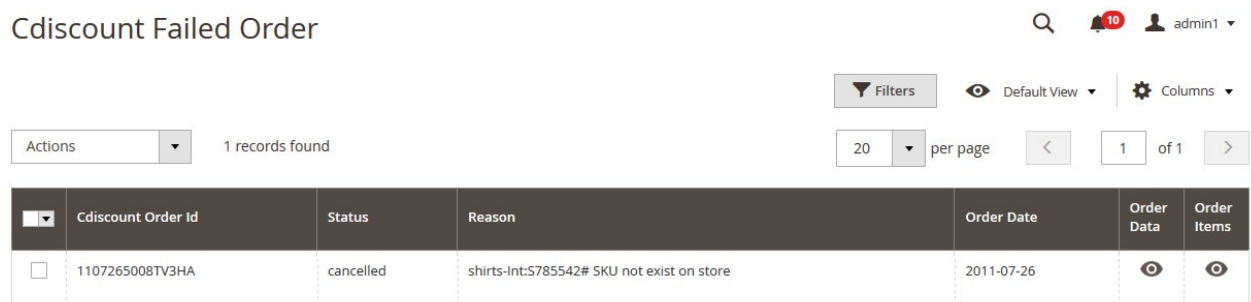 Cdiscount Failed Order
10
admin1
Filters
Default View
Columns
Actions
1 records found
20
per page
1
of 1
Cdiscount Order Id Status Reason Order Date Order Data Order Items
1107265008TV3HA cancelled shirts-Int:S785542# SKU not exist on store 2011-07-26